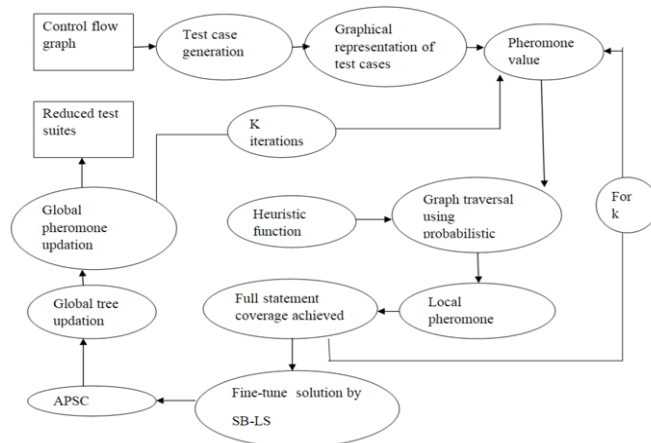 Control flow
graph
Test case
generation
Graphical
representation of
test cases
Pheromone
value
Reduced test
suites
K
iterations
Global
pheromone
updation
Heuristic
function
Graph traversal
using
probabilistic
For
k
Global tree
updation
Full statement
coverage achieved
Local
pheromone
APSC
Fine-tune solution by
SB-LS